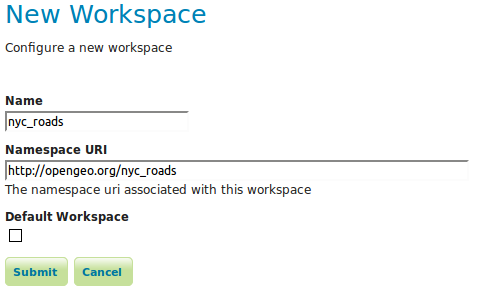 New Workspace
Configure a new workspace
Name
nyc_roads
Namespace URI
http://opengeo.org/nyc_roads
The namespace uri associated with this workspace
Default Workspace
Submit Cancel